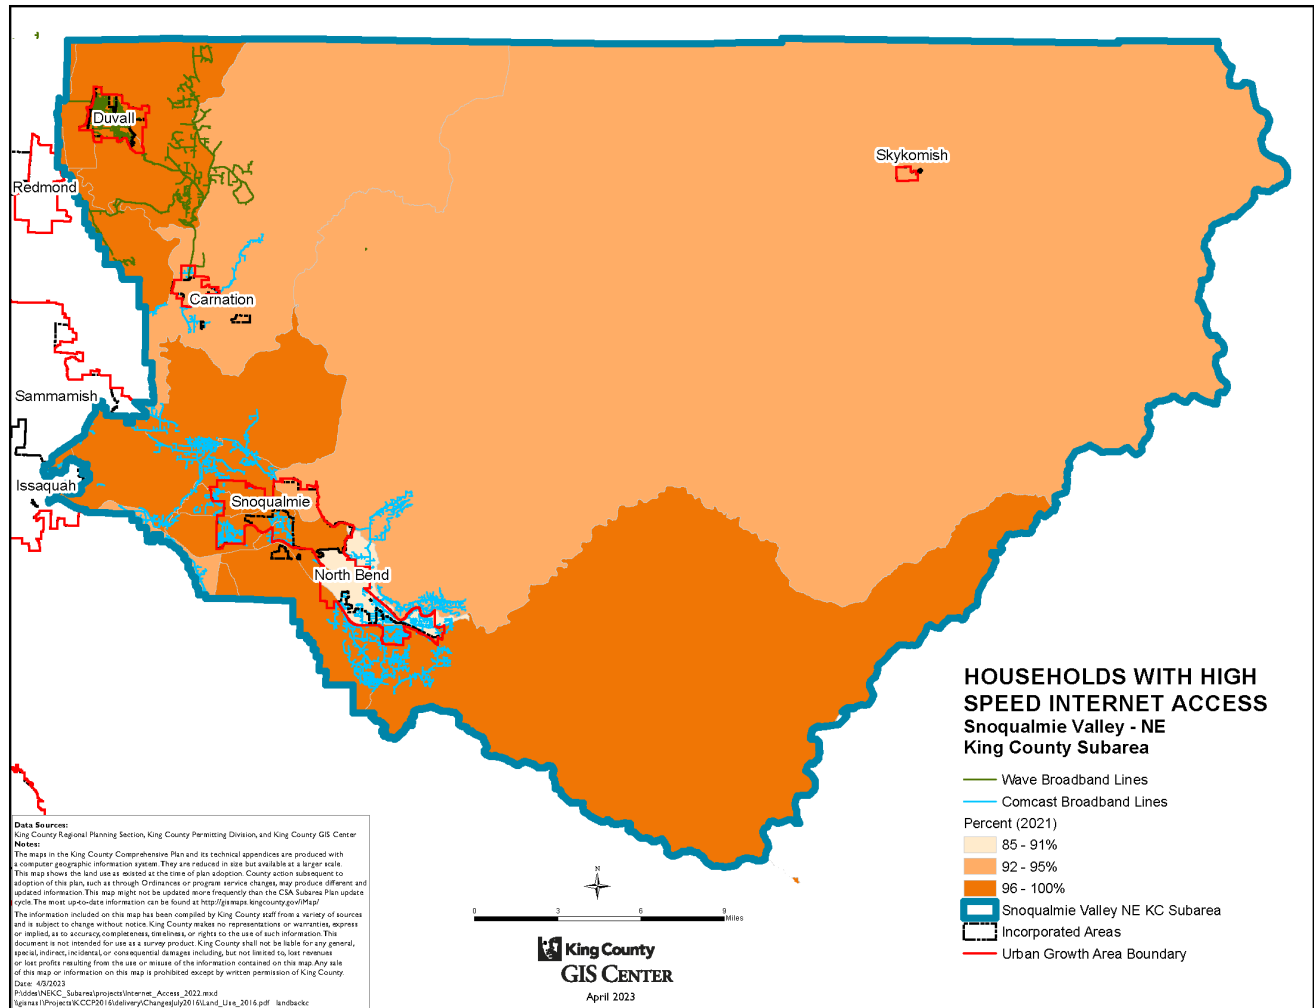 Duvall
Redmond
Skykomish
Carnation
Sammamish
Issaquah
Snoqualmie
North Bend
HOUSEHOLDS WITH HIGH
SPEED INTERNET ACCESS
Snoqualmie Valley - NE
King County Subarea
Wave Broadband Lines
Comcast Broadband Lines
Percent (2021)
85 - 91%
92 - 95%
96 - 100%
Snoqualmie Valley NE KC Subarea
Incorporated Areas
Urban Growth Area Boundary
N
0 3 6 9
Miles
King County
GIS CENTER
April 2023
Data Sources:
King County Regional Planning Section, King County Permitting Division, and King County GIS Center
Notes:
The maps in the King County Comprehensive Plan and its technical appendices are produced with
a computer geographic information system. They are reduced in size but available at a larger scale.
This map shows the land use as existed at the time of plan adoption. County action subsequent to
adoption of this plan, such as through Ordinances or program service changes, may produce different and
updated information. This map might not be updated more frequently than the CSA Subarea Plan update
cycle. The most up-to-date information can be found at http://gismaps.kingcounty.gov/iMap/
The information included on this map has been compiled by King County staff from a variety of sources
and is subject to change without notice. King County makes no representations or warranties, express
or implied, as to accuracy, completeness, timeliness, or rights to the use of such information. This
document is not intended for use as a survey product. King County shall not be liable for any general,
special, indirect, incidental, or consequential damages including, but not limited to, lost revenues
or lost profits resulting from the use or misuse of the information contained on this map. Any sale
of this map or information on this map is prohibited except by written permission of King County.
Date: 4/3/2023
P:\ddes\NEKC_Subarea\projects\Internet_Access_2022.mxd
\\gisnas1\Projects\KCCP2016\delivery\ChangesJuly2016\Land_Use_2016.pdf landbackc